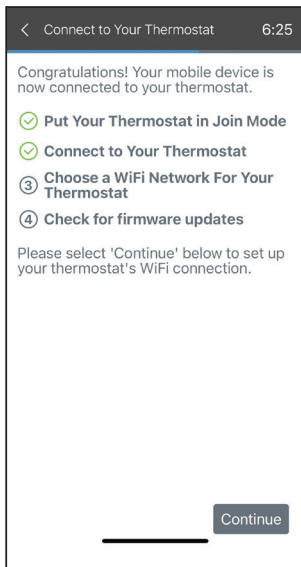 Connect to Your Thermostat 6:25
Congratulations! Your mobile device is
now connected to your thermostat.
Put Your Thermostat in Join Mode
Connect to Your Thermostat
3 Choose a WiFi Network For Your
Thermostat
4 Check for firmware updates
Please select 'Continue' below to set up
your thermostat's WiFi connection.
Continue